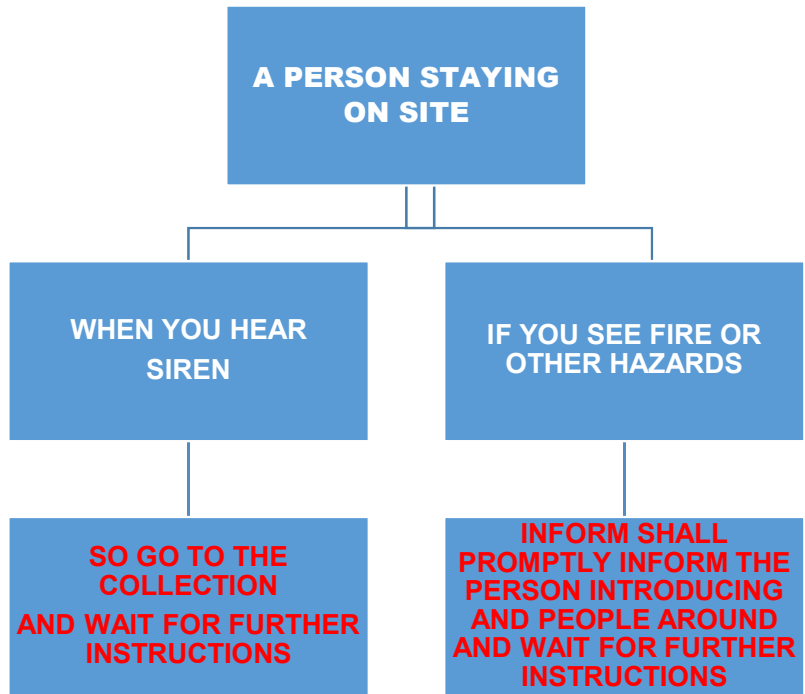 A PERSON STAYING
ON SITE
WHEN YOU HEAR
SIREN
IF YOU SEE FIRE OR
OTHER HAZARDS
SO GO TO THE
COLLECTION
AND WAIT FOR FURTHER
INSTRUCTIONS
INFORM SHALL
PROMPTLY INFORM THE
PERSON INTRODUCING
AND PEOPLE AROUND
AND WAIT FOR FURTHER
INSTRUCTIONS